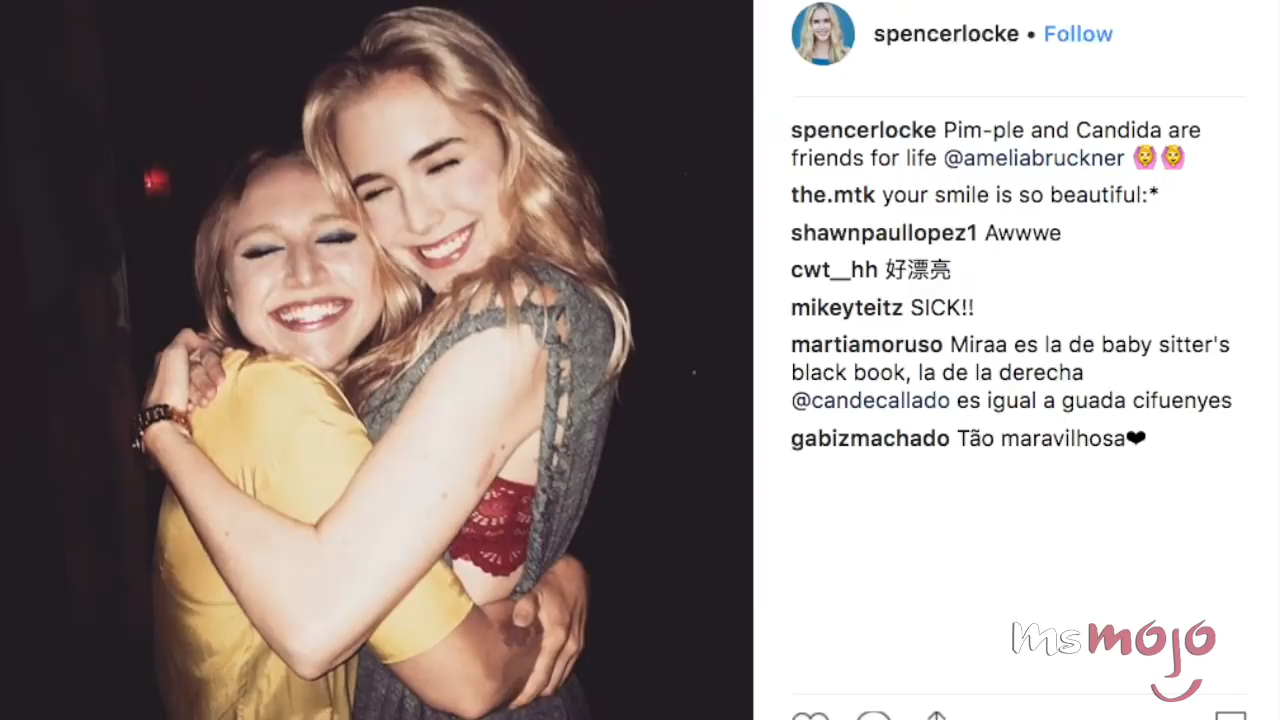 spencerlocke • Follow
spencerlocke Pim-ple and Candida are
friends for life @ameliabruckner 🙆🙆
the.mtk your smile is so beautiful:*
shawnpaullopez1 Awwwe
cwt__hh 好漂亮
mikeyteitz SICK!!
martiamoruso Miraa es la de baby sitter's
black book, la de la derecha
@candecallado es igual a guada cifuenyes
gabizmachado Tão maravilhosa❤
msmojo